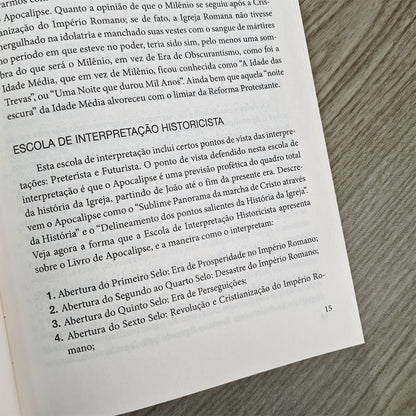 Apocalipse. Quanto a opinião de que o Milênio se seguiu após a Cris-
anização do Império Romano; se de fato, a Igreja Romana não tivesse
ergulhado na idolatria e manchado suas vestes com o sangue de mártires
o período em que esteve no poder, teria sido sim, pelo menos uma som-
bra do que será o Milênio, em vez de Era de Obscurantismo, como foi a
Idade Média, que em vez de Milênio, ficou conhecida como "A Idade das
Trevas", ou "Uma Noite que durou Mil Anos". Ainda bem que aquela "noite
escura" da Idade Média alvoreceu com o limiar da Reforma Protestante.
ESCOLA DE INTERPRETAÇÃO HISTORICISTA
Esta escola de interpretação inclui certos pontos de vista das interpre-
tações: Preterista e Futurista. O ponto de vista defendido nesta escola de
interpretação é que o Apocalipse é uma previsão profética do quadro total
da história da Igreja, partindo de João até o fim da presente era. Descre-
vem o Apocalipse como o "Sublime Panorama da marcha de Cristo através
da História" e o "Delineamento dos pontos salientes da História da Igreja".
Veja agora a forma que a Escola de Interpretação Historicista apresenta
sobre o Livro de Apocalipse, e a maneira como o interpretam:
1. Abertura do Primeiro Selo: Era de Prosperidade no Império Romano;
2. Abertura do Segundo ao Quarto Selo: Desastre do Império Romano;
3. Abertura do Quinto Selo: Era de Perseguições;
4. Abertura do Sexto Selo: Revolução e Cristianização do Império Ro-
mano;
15